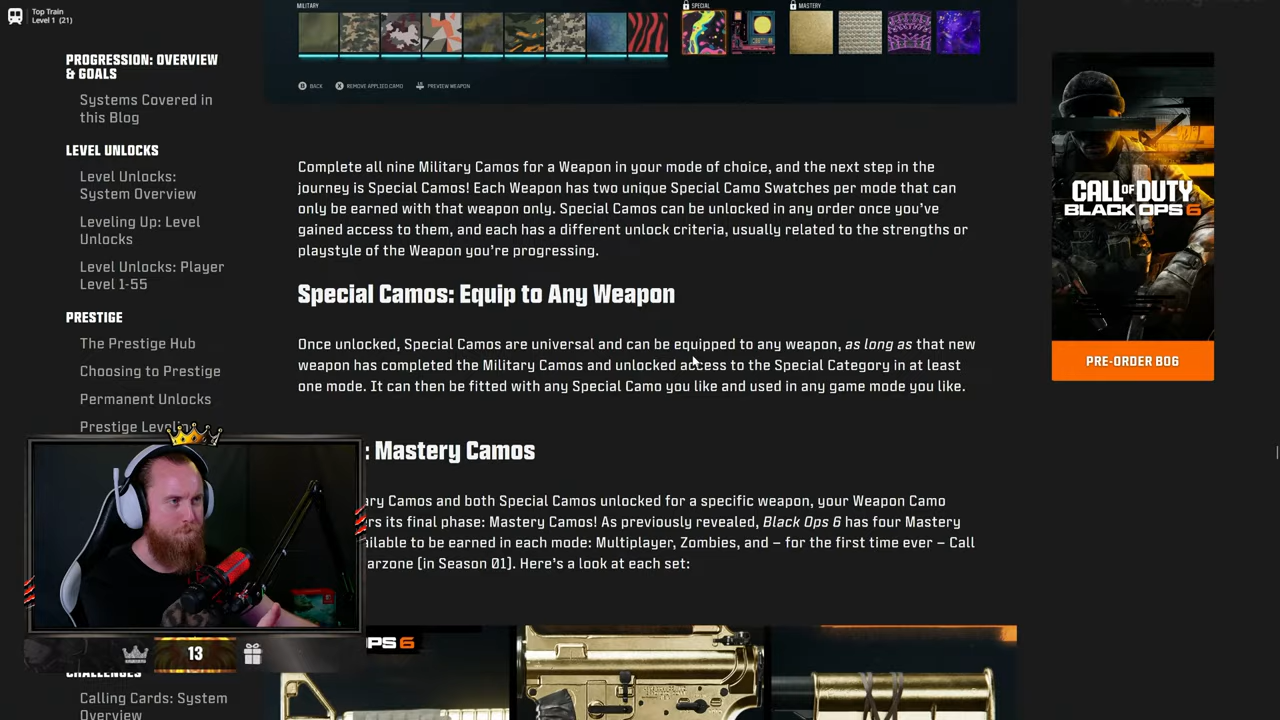 Top Train
Level 1 (21)
MILITARY
SPECIAL
MASTERY
BACK
REMOVE APPLIED CAMO
PREVIEW WEAPON
PROGRESSION: OVERVIEW
& GOALS
Systems Covered in
this Blog
LEVEL UNLOCKS
Level Unlocks:
System Overview
Leveling Up: Level
Unlocks
Level Unlocks: Player
Level 1-55
PRESTIGE
The Prestige Hub
Choosing to Prestige
Permanent Unlocks
Complete all nine Military Camos for a Weapon in your mode of choice, and the next step in the
journey is Special Camos! Each Weapon has two unique Special Camo Swatches per mode that can
only be earned with that weapon only. Special Camos can be unlocked in any order once you've
gained access to them, and each has a different unlock criteria, usually related to the strengths or
playstyle of the Weapon you're progressing.
Special Camos: Equip to Any Weapon
Once unlocked, Special Camos are universal and can be equipped to any weapon, as long as that new
weapon has completed the Military Camos and unlocked access to the Special Category in at least
one mode. It can then be fitted with any Special Camo you like and used in any game mode you like.
: Mastery Camos
ary Camos and both Special Camos unlocked for a specific weapon, your Weapon Camo
rs its final phase: Mastery Camos! As previously revealed, Black Ops 6 has four Mastery
ailable to be earned in each mode: Multiplayer, Zombies, and – for the first time ever – Call
arzone (in Season 01). Here's a look at each set:
CALL OF DUTY
BLACK OPS 6
PRE-ORDER BO6
Prestige Leveling
13
OPS 6
CHALLENGES
Calling Cards: System
Overview